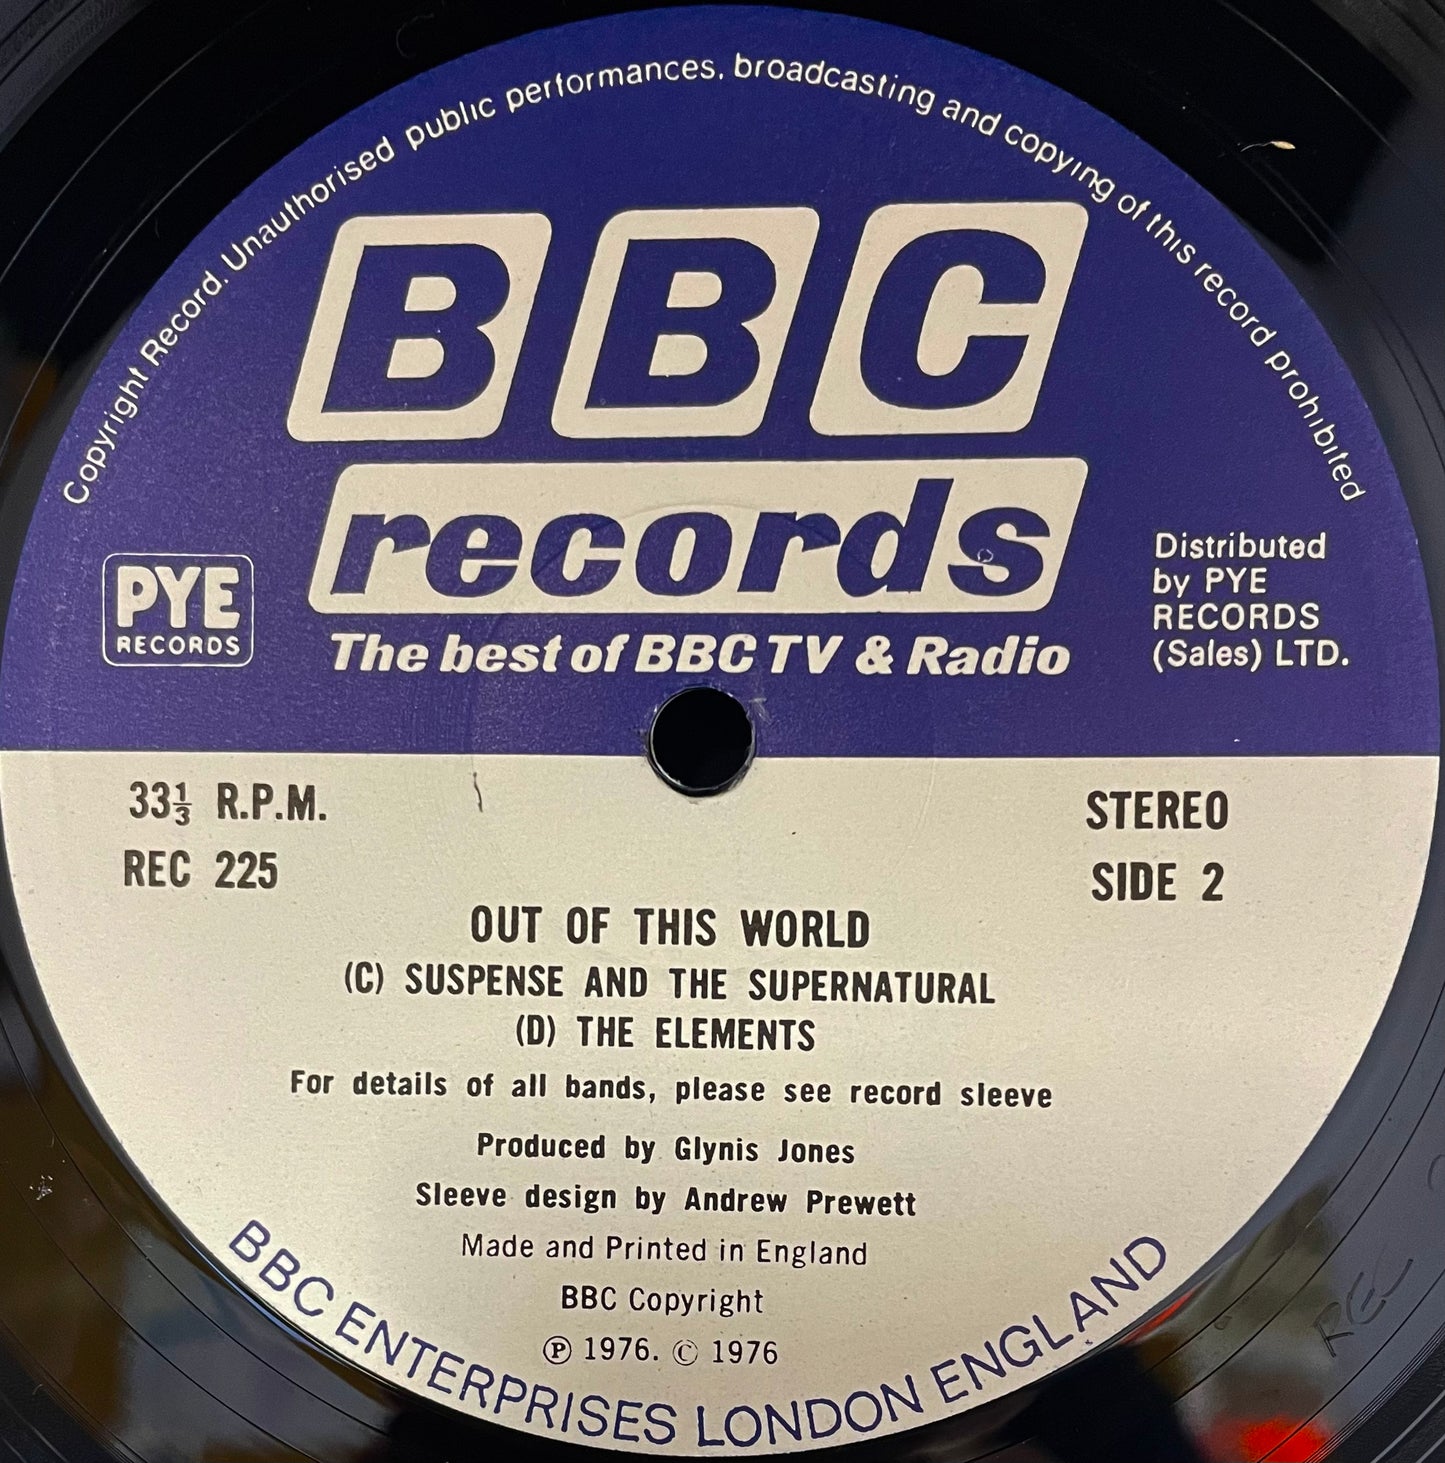 Copyright Record. Unauthorised public performances, broadcasting and copying of this record prohibited
BBC
records
The best of BBC TV & Radio
PYE
RECORDS
Distributed
by PYE
RECORDS
(Sales) LTD.
33⅓ R.P.M.
REC 225
STEREO
SIDE 2
OUT OF THIS WORLD
(C) SUSPENSE AND THE SUPERNATURAL
(D) THE ELEMENTS
For details of all bands, please see record sleeve
Produced by Glynis Jones
Sleeve design by Andrew Prewett
Made and Printed in England
BBC Copyright
℗ 1976. © 1976
BBC ENTERPRISES LONDON ENGLAND
REC